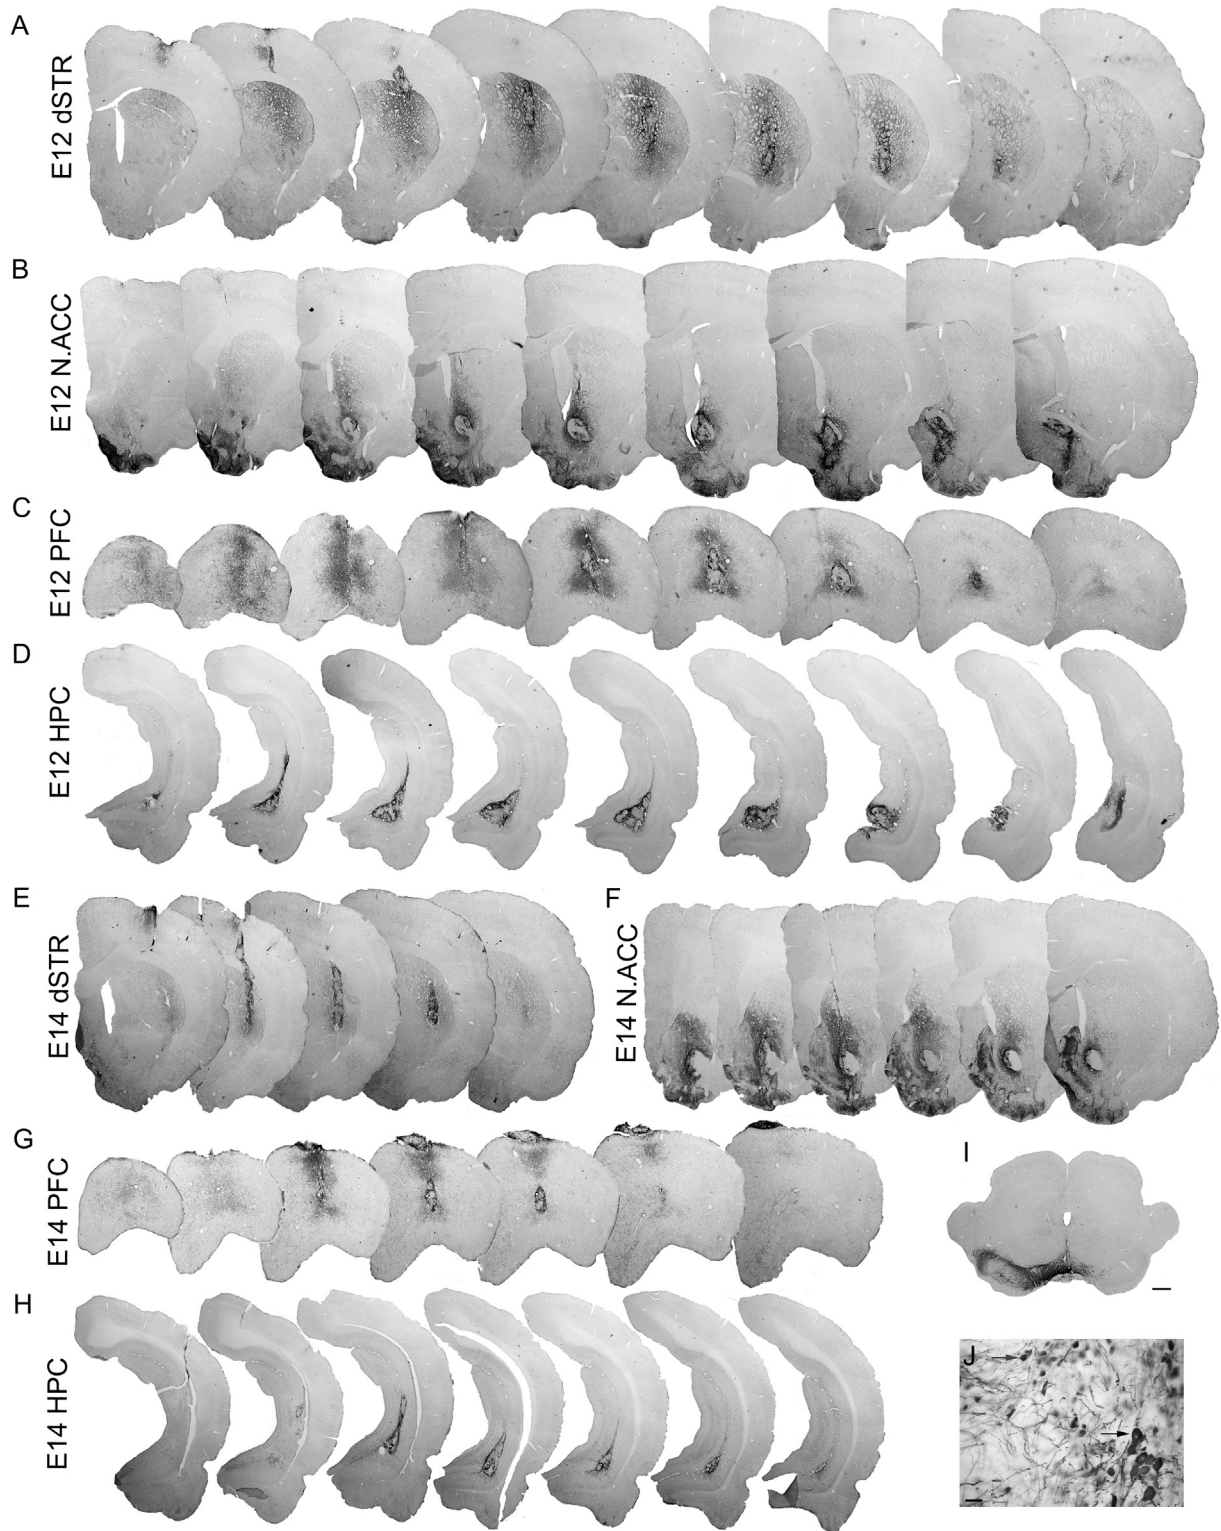 A
E12 dSTR
B
E12 N.ACC
C
E12 PFC
D
E12 HPC
E
E14 dSTR
F
E14 N.ACC
G
E14 PFC
I
H
E14 HPC
J